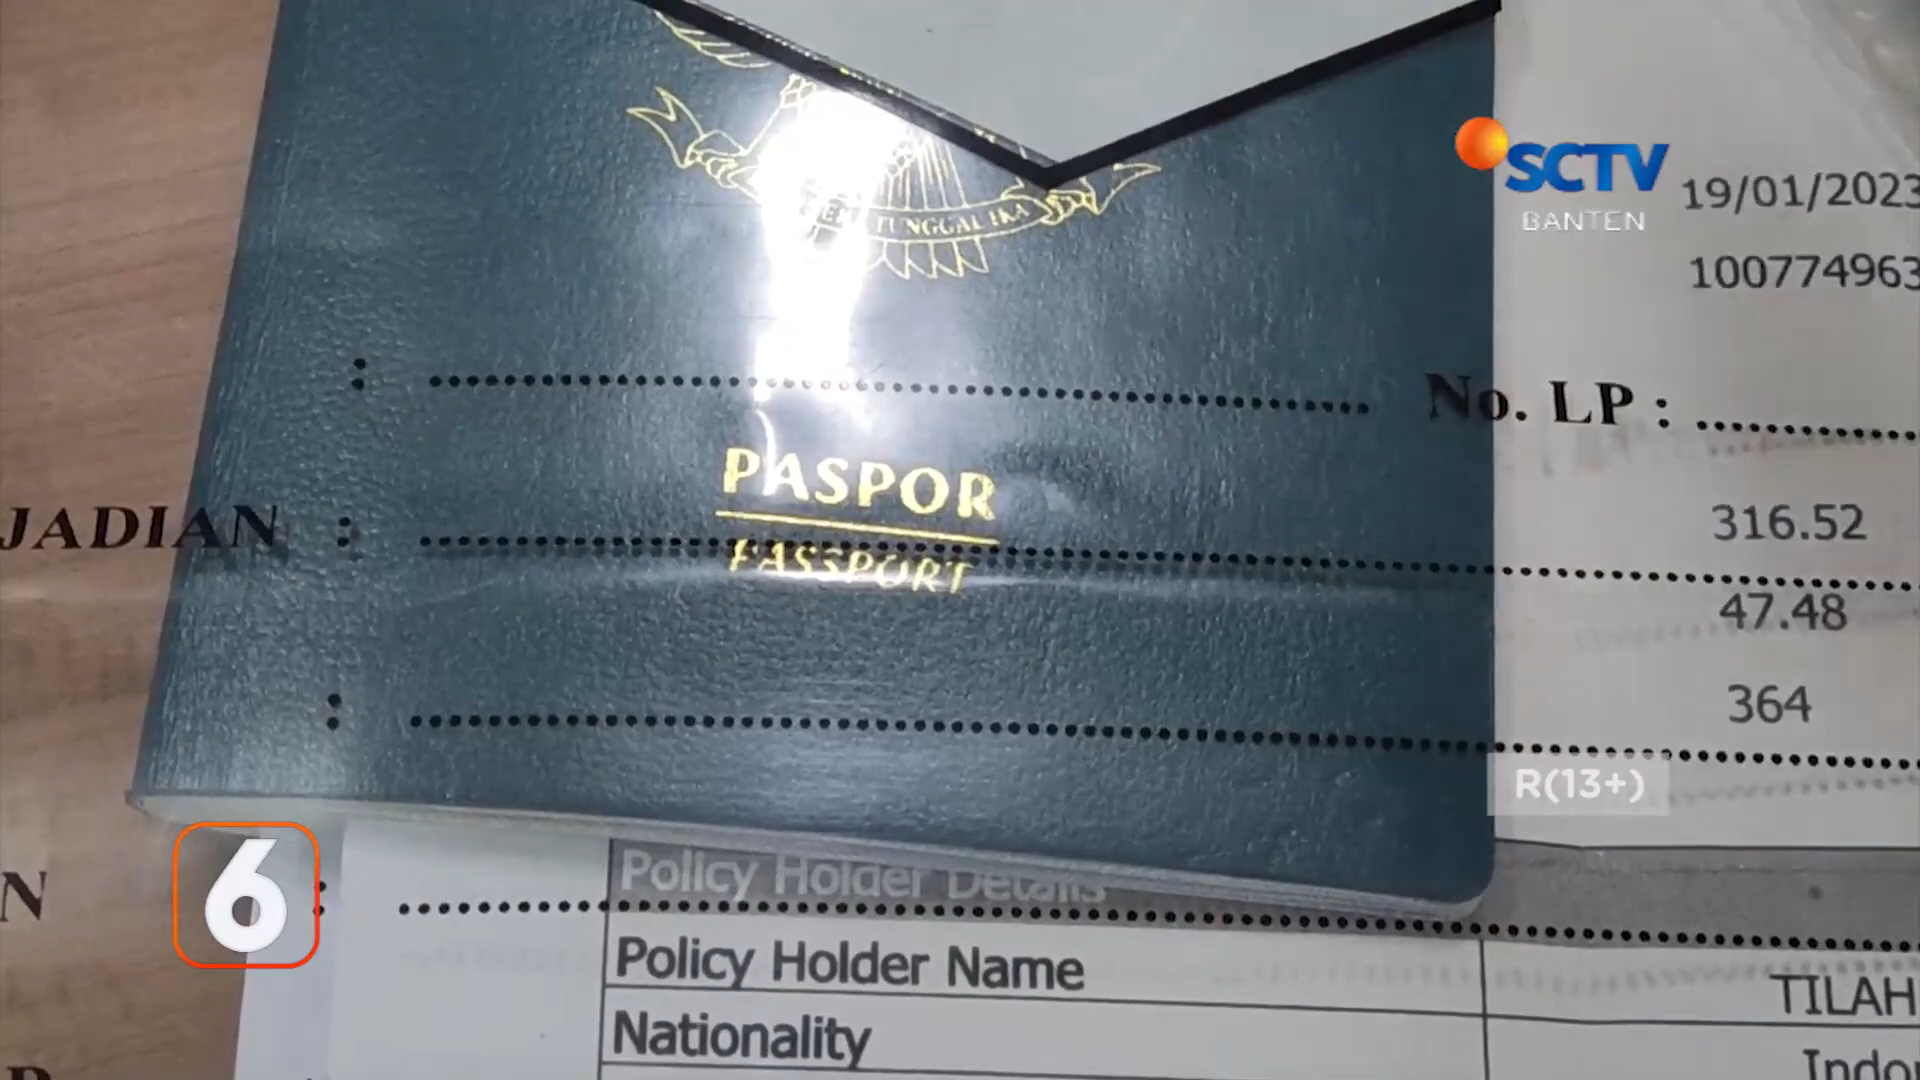 TUNGGAL IKA
SCTV
BANTEN
19/01/2023
100774963
No. LP :
PASPOR
PASSPORT
JADIAN :
316.52
47.48
364
R(13+)
6
N :
Policy Holder Details
Policy Holder Name
TILAH
Nationality
Indo